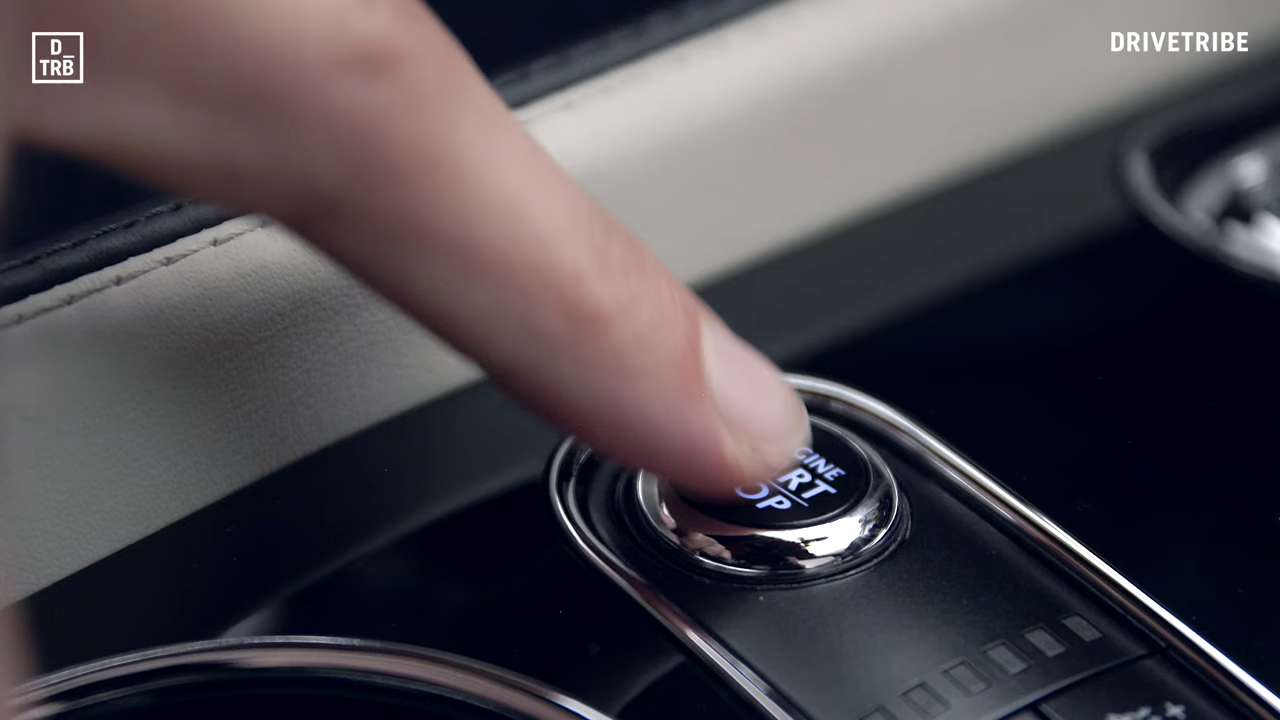 D_
TRB
DRIVETRIBE
GINE
RT
OP